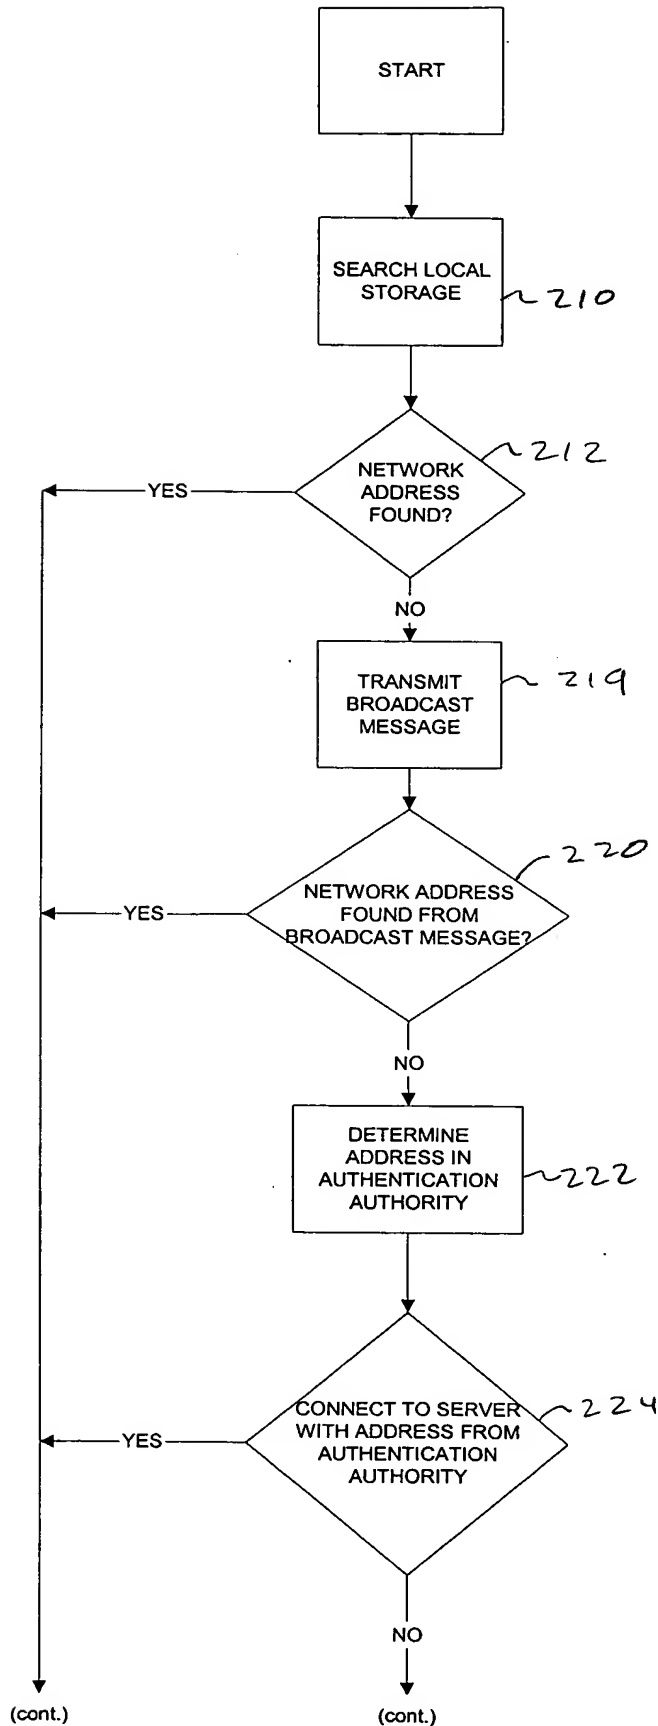 START
SEARCH LOCAL
STORAGE
210
NETWORK
ADDRESS
FOUND?
212
YES
NO
TRANSMIT
BROADCAST
MESSAGE
219
NETWORK ADDRESS
FOUND FROM
BROADCAST MESSAGE?
220
YES
NO
DETERMINE
ADDRESS IN
AUTHENTICATION
AUTHORITY
222
CONNECT TO SERVER
WITH ADDRESS FROM
AUTHENTICATION
AUTHORITY
224
YES
NO
(cont.)
(cont.)